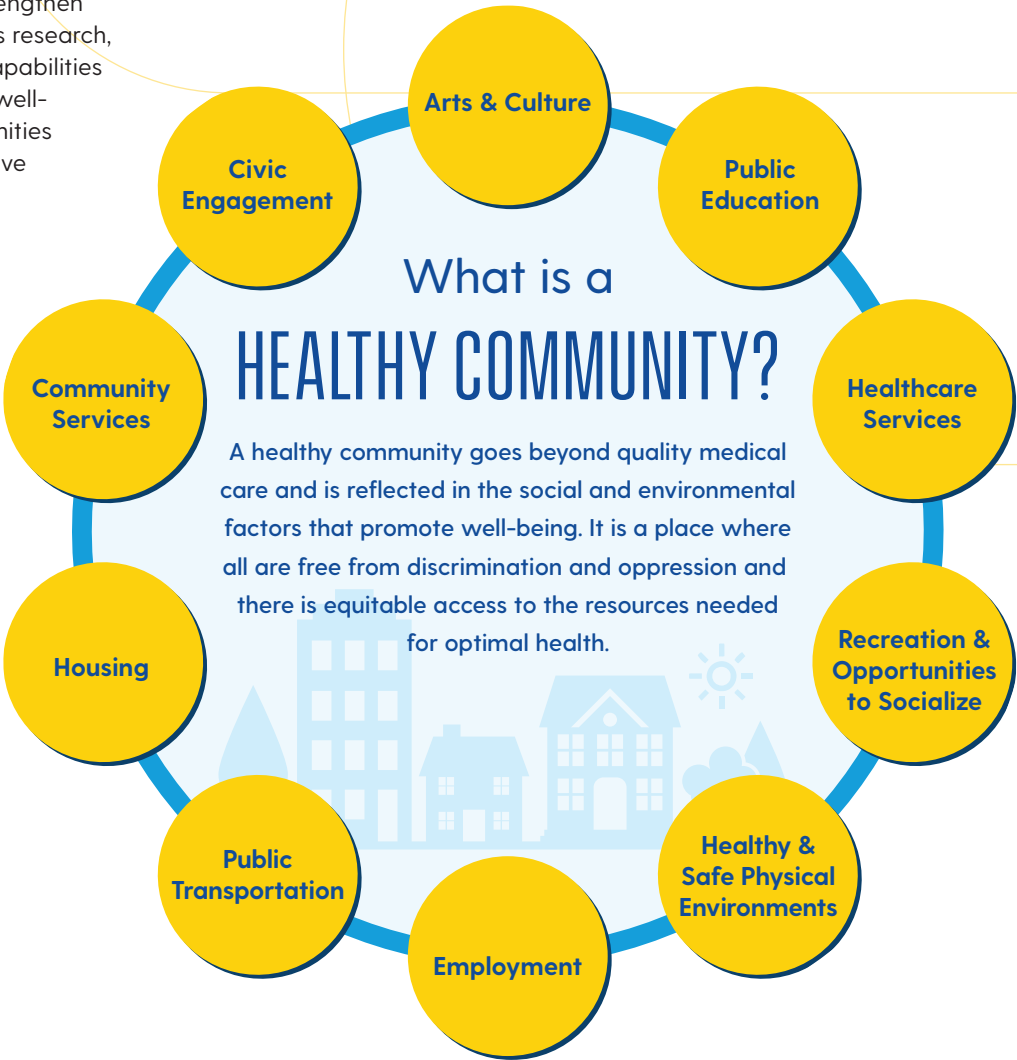 s research,
well-
Arts & Culture
Public
Education
Healthcare
Services
Recreation &
Opportunities
to Socialize
Healthy &
Safe Physical
Environments
Employment
Public
Transportation
Housing
Community
Services
Civic
Engagement
What is a
HEALTHY COMMUNITY?
A healthy community goes beyond quality medical
care and is reflected in the social and environmental
factors that promote well-being. It is a place where
all are free from discrimination and oppression and
there is equitable access to the resources needed
for optimal health.